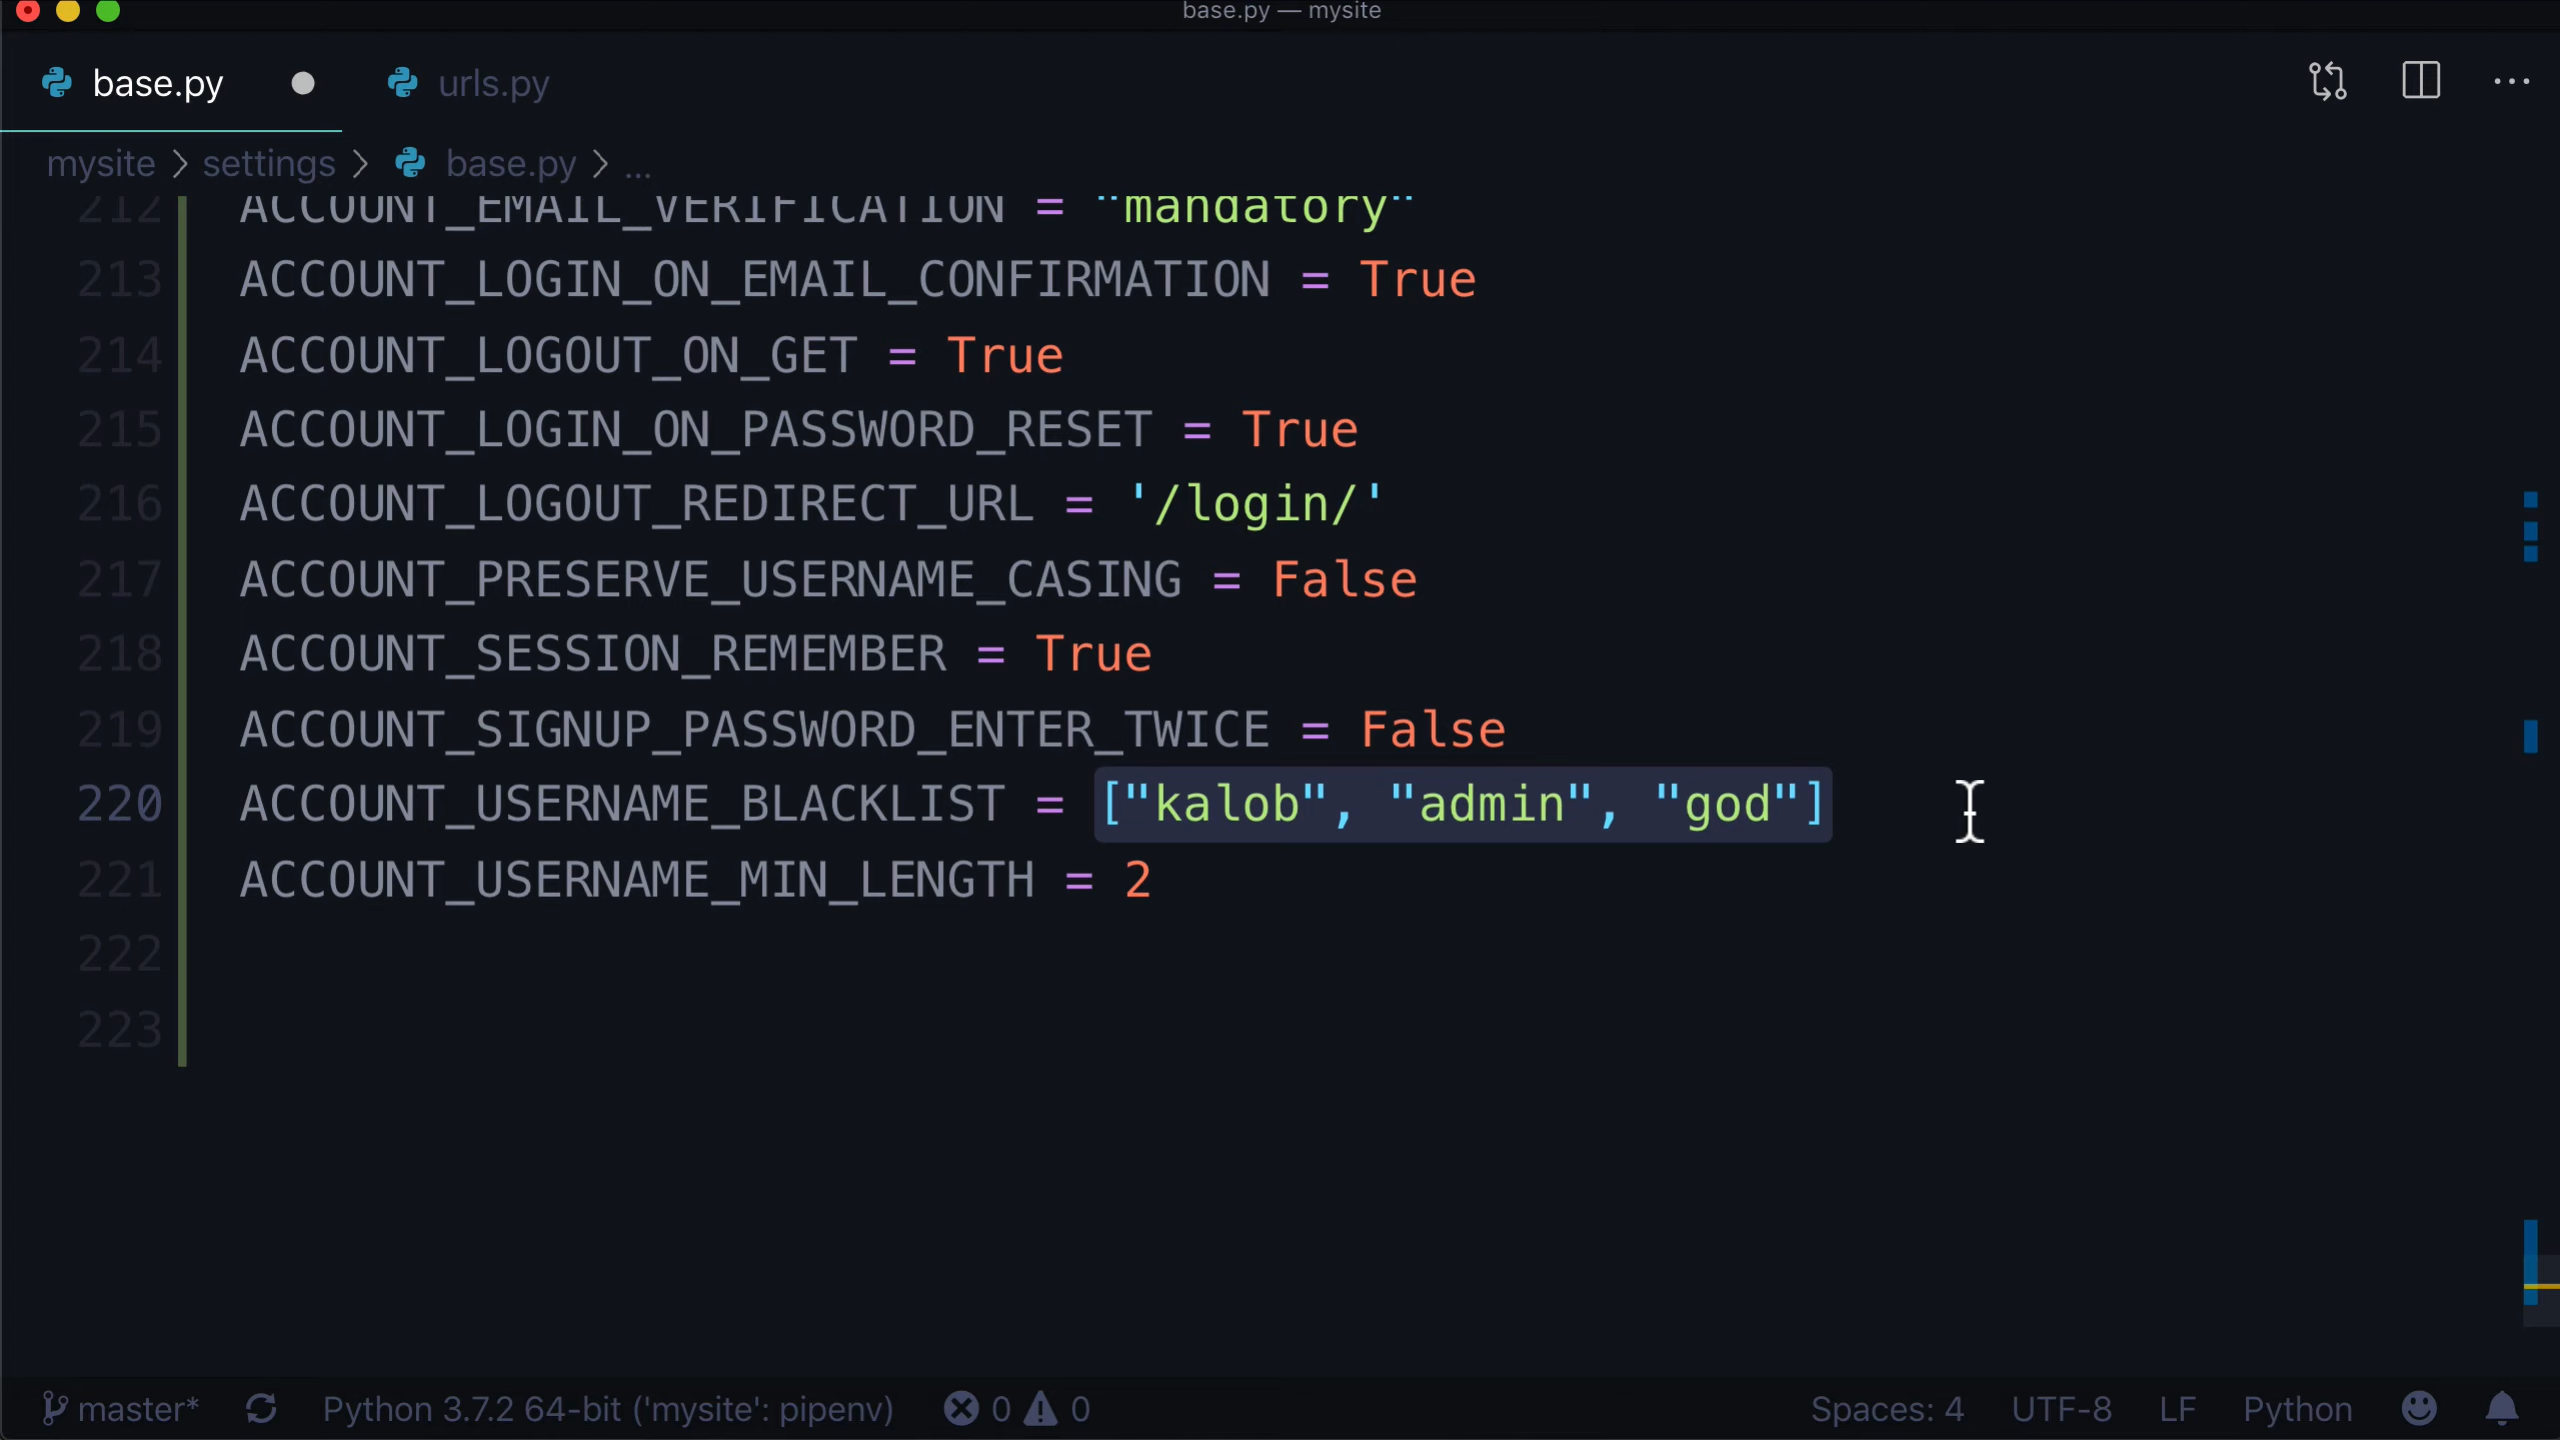 base.py — mysite
base.py urls.py
mysite > settings > base.py > ...
212 ACCOUNT_EMAIL_VERIFICATION = "mandatory"
213 ACCOUNT_LOGIN_ON_EMAIL_CONFIRMATION = True
214 ACCOUNT_LOGOUT_ON_GET = True
215 ACCOUNT_LOGIN_ON_PASSWORD_RESET = True
216 ACCOUNT_LOGOUT_REDIRECT_URL = '/login/'
217 ACCOUNT_PRESERVE_USERNAME_CASING = False
218 ACCOUNT_SESSION_REMEMBER = True
219 ACCOUNT_SIGNUP_PASSWORD_ENTER_TWICE = False
220 ACCOUNT_USERNAME_BLACKLIST = ["kalob", "admin", "god"]
221 ACCOUNT_USERNAME_MIN_LENGTH = 2
222
223
master* Python 3.7.2 64-bit ('mysite': pipenv) 0 0 Spaces: 4 UTF-8 LF Python